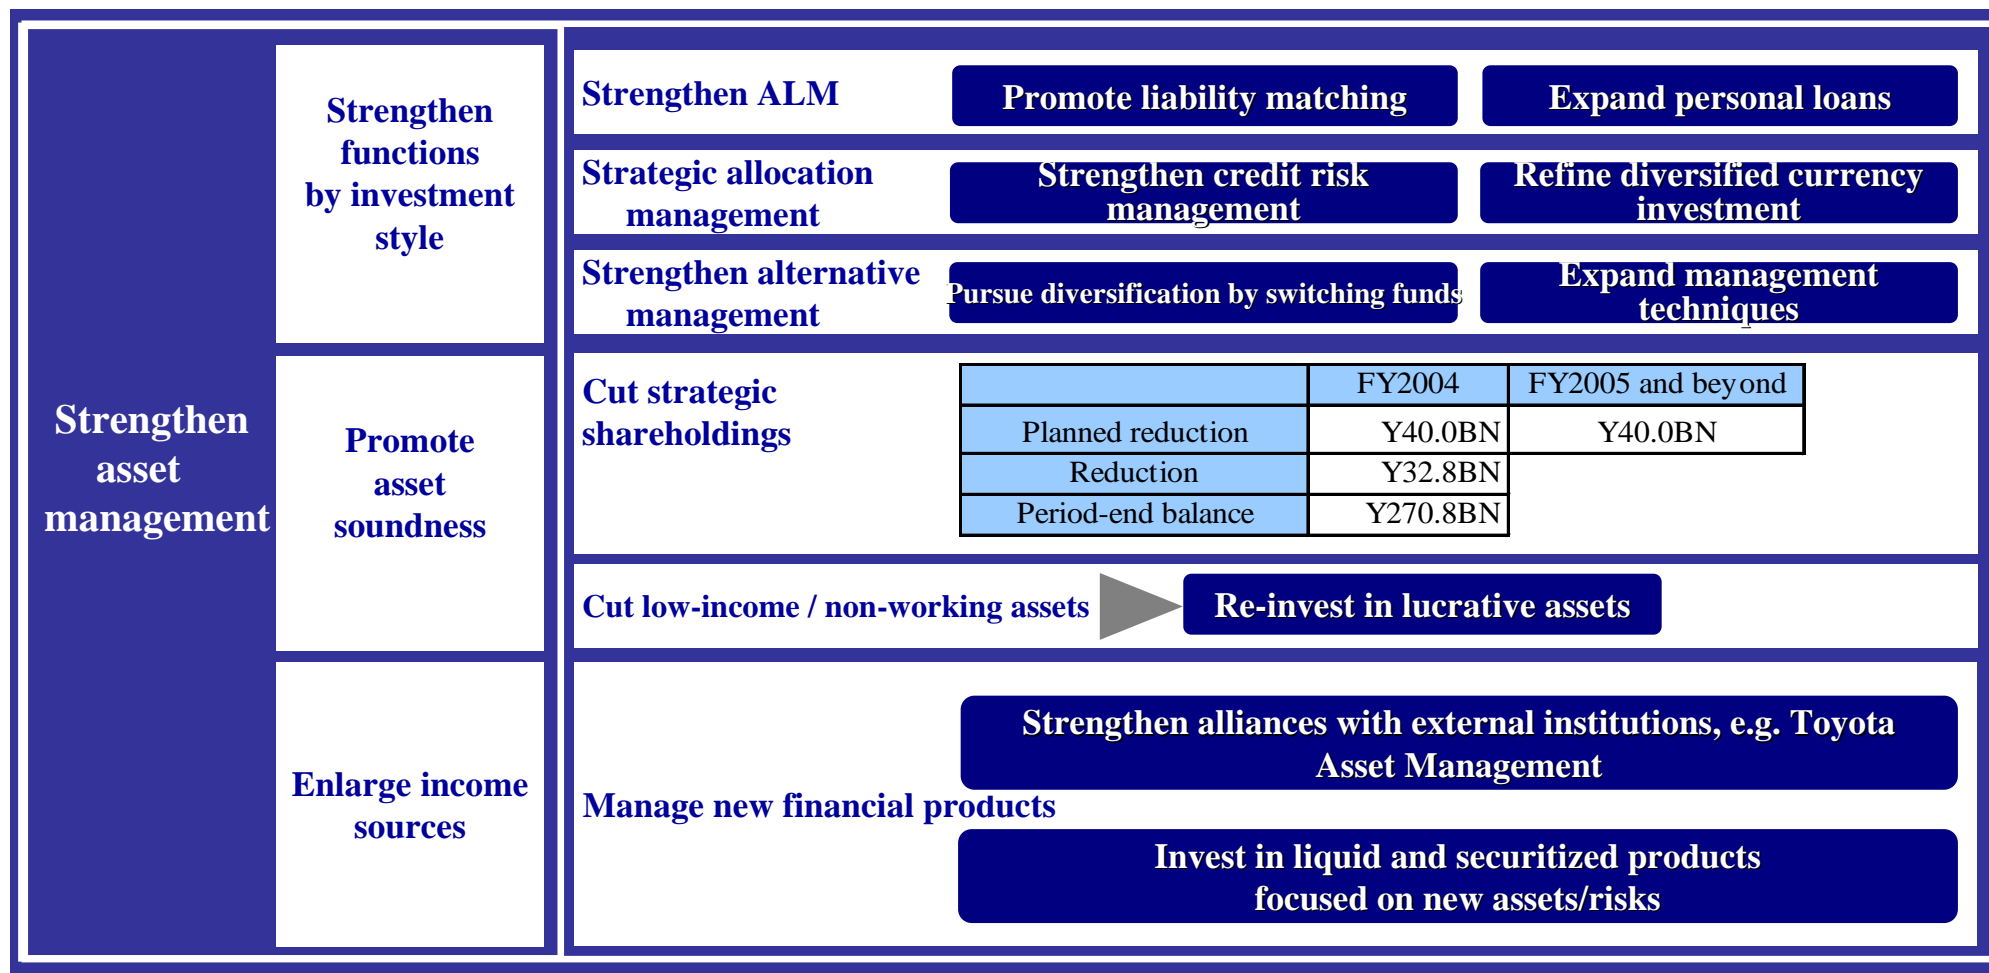 Strengthen
asset
management
Strengthen
functions
by investment
style
Strengthen ALM
Promote liability matching
Expand personal loans
Strategic allocation
management
Strengthen credit risk
management
Refine diversified currency
investment
Strengthen alternative
management
Pursue diversification by switching funds
Expand management
techniques
Promote
asset
soundness
Cut strategic
shareholdings
FY2004 FY2005 and beyond
Planned reduction Y40.0BN Y40.0BN
Reduction Y32.8BN
Period-end balance Y270.8BN
Cut low-income / non-working assets
Re-invest in lucrative assets
Enlarge income
sources
Manage new financial products
Strengthen alliances with external institutions, e.g. Toyota
Asset Management
Invest in liquid and securitized products
focused on new assets/risks